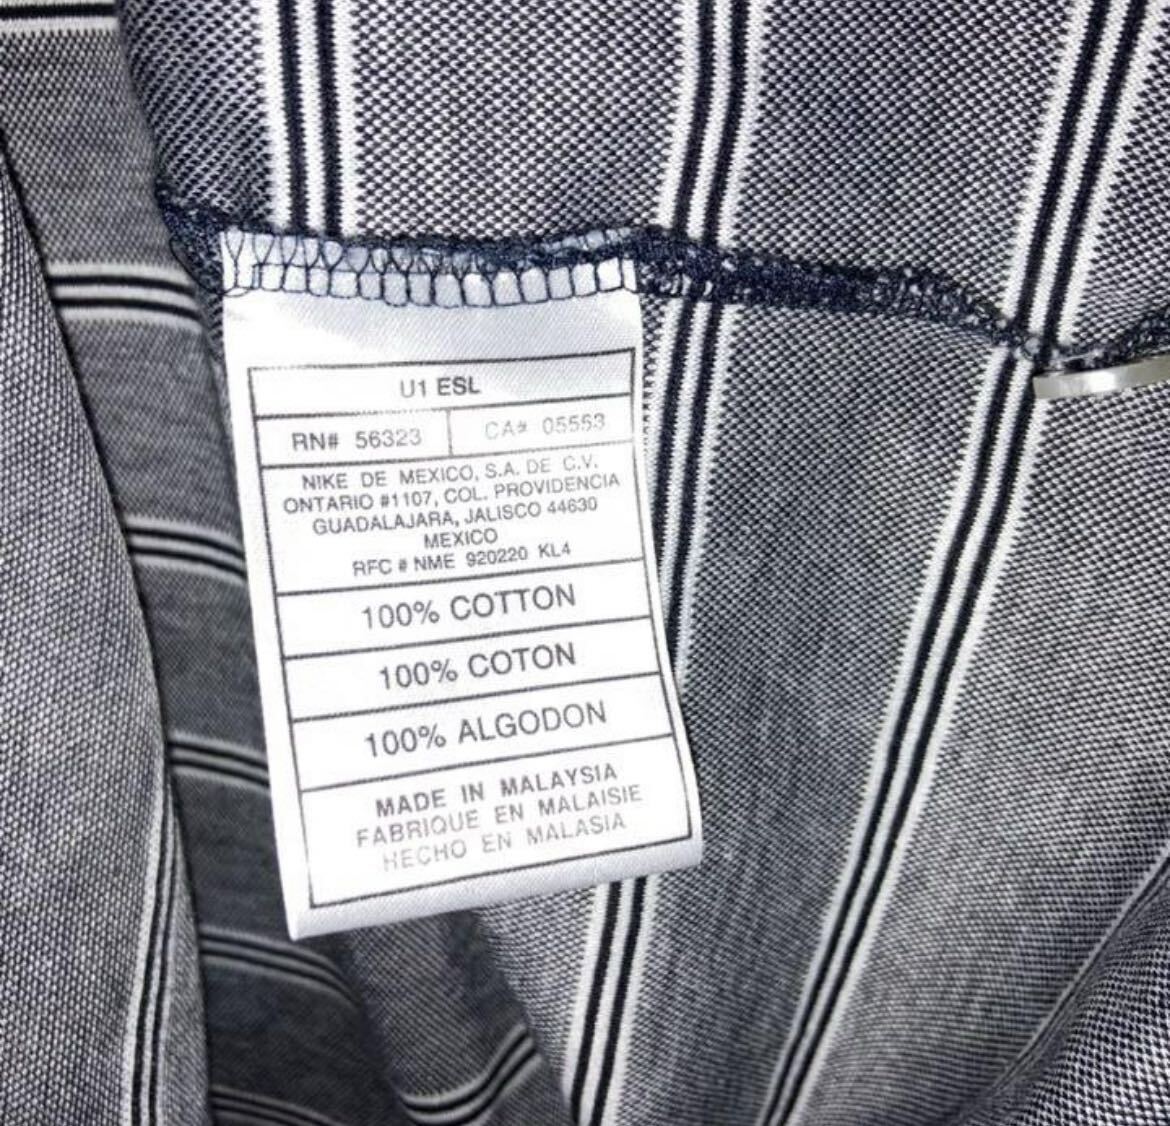 U1 ESL
RN# 56323 CA# 05553
NIKE DE MEXICO, S.A. DE C.V.
ONTARIO #1107, COL. PROVIDENCIA
GUADALAJARA, JALISCO 44630
MEXICO
RFC # NME 920220 KL4
100% COTTON
100% COTON
100% ALGODON
MADE IN MALAYSIA
FABRIQUE EN MALAISIE
HECHO EN MALASIA